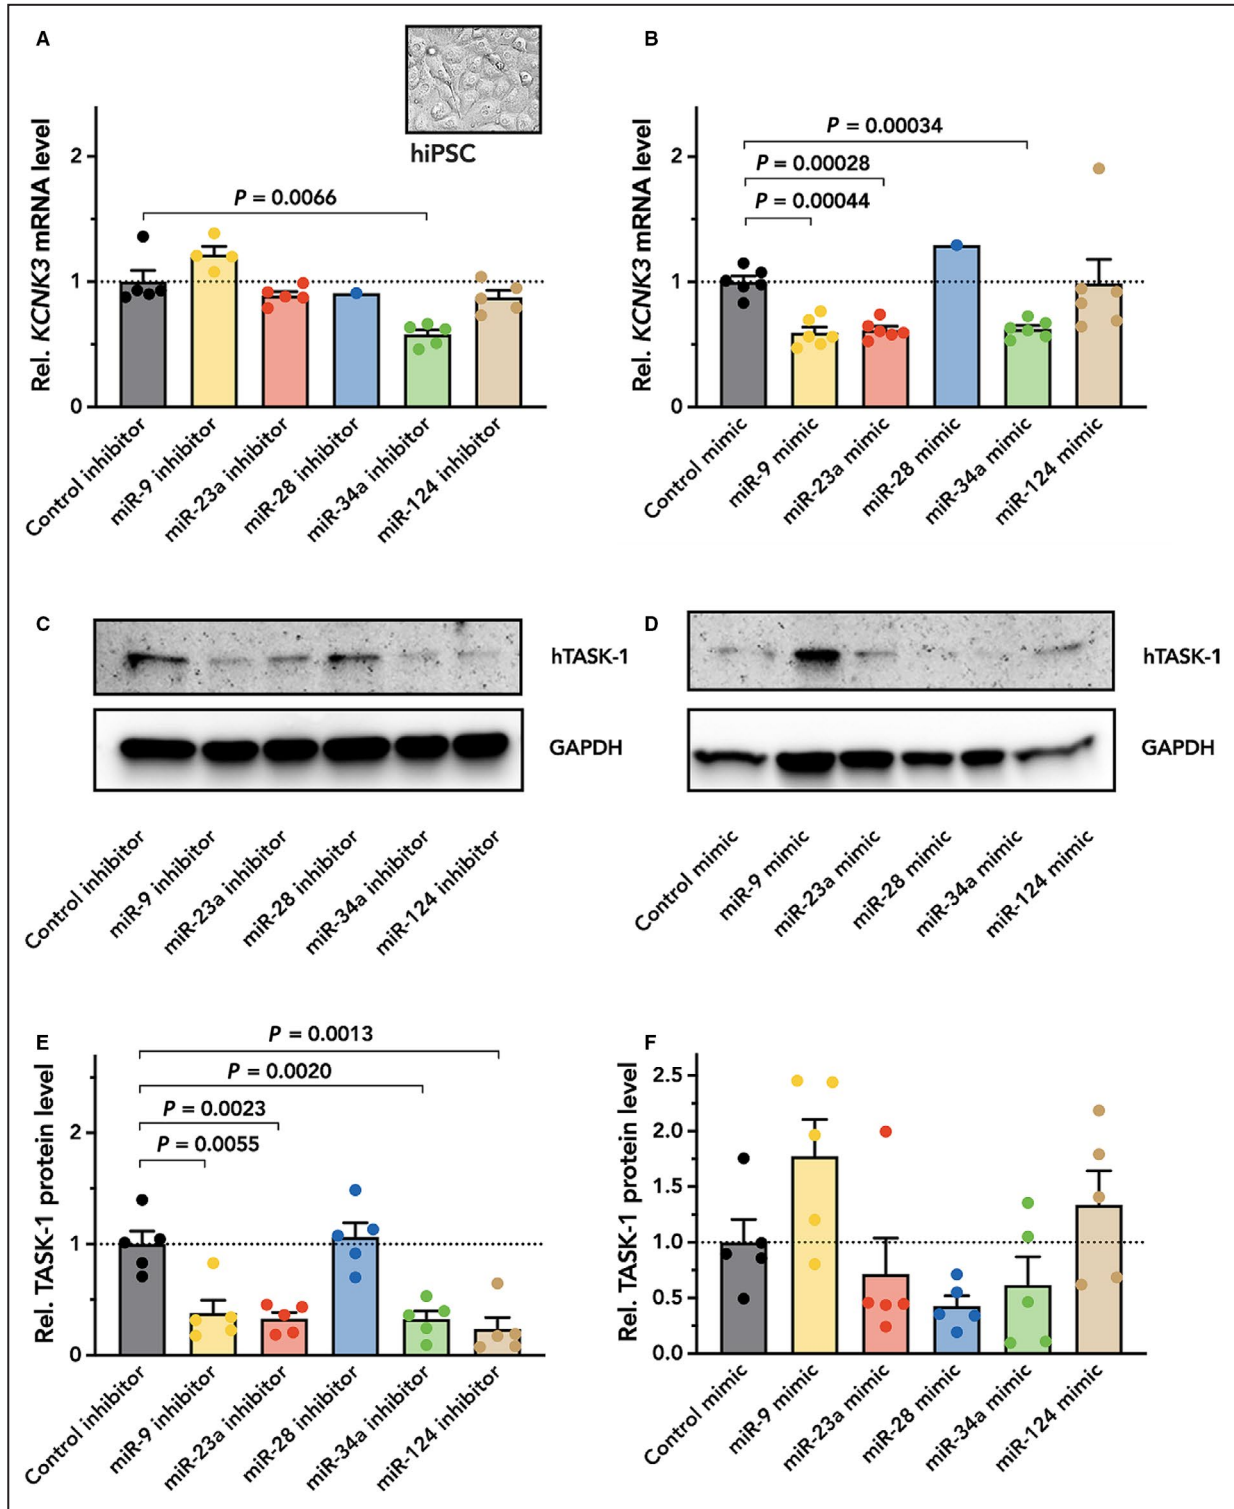 A
hiPSC
Rel. KCNK3 mRNA level
2
1
0
P = 0.0066
Control inhibitor
miR-9 inhibitor
miR-23a inhibitor
miR-28 inhibitor
miR-34a inhibitor
miR-124 inhibitor
B
Rel. KCNK3 mRNA level
2
1
0
P = 0.00034
P = 0.00028
P = 0.00044
Control mimic
miR-9 mimic
miR-23a mimic
miR-28 mimic
miR-34a mimic
miR-124 mimic
C
hTASK-1
GAPDH
Control inhibitor
miR-9 inhibitor
miR-23a inhibitor
miR-28 inhibitor
miR-34a inhibitor
miR-124 inhibitor
D
hTASK-1
GAPDH
Control mimic
miR-9 mimic
miR-23a mimic
miR-28 mimic
miR-34a mimic
miR-124 mimic
E
Rel. TASK-1 protein level
2
1
0
P = 0.0013
P = 0.0020
P = 0.0023
P = 0.0055
Control inhibitor
miR-9 inhibitor
miR-23a inhibitor
miR-28 inhibitor
miR-34a inhibitor
miR-124 inhibitor
F
Rel. TASK-1 protein level
2.5
2.0
1.5
1.0
0.5
0.0
Control mimic
miR-9 mimic
miR-23a mimic
miR-28 mimic
miR-34a mimic
miR-124 mimic